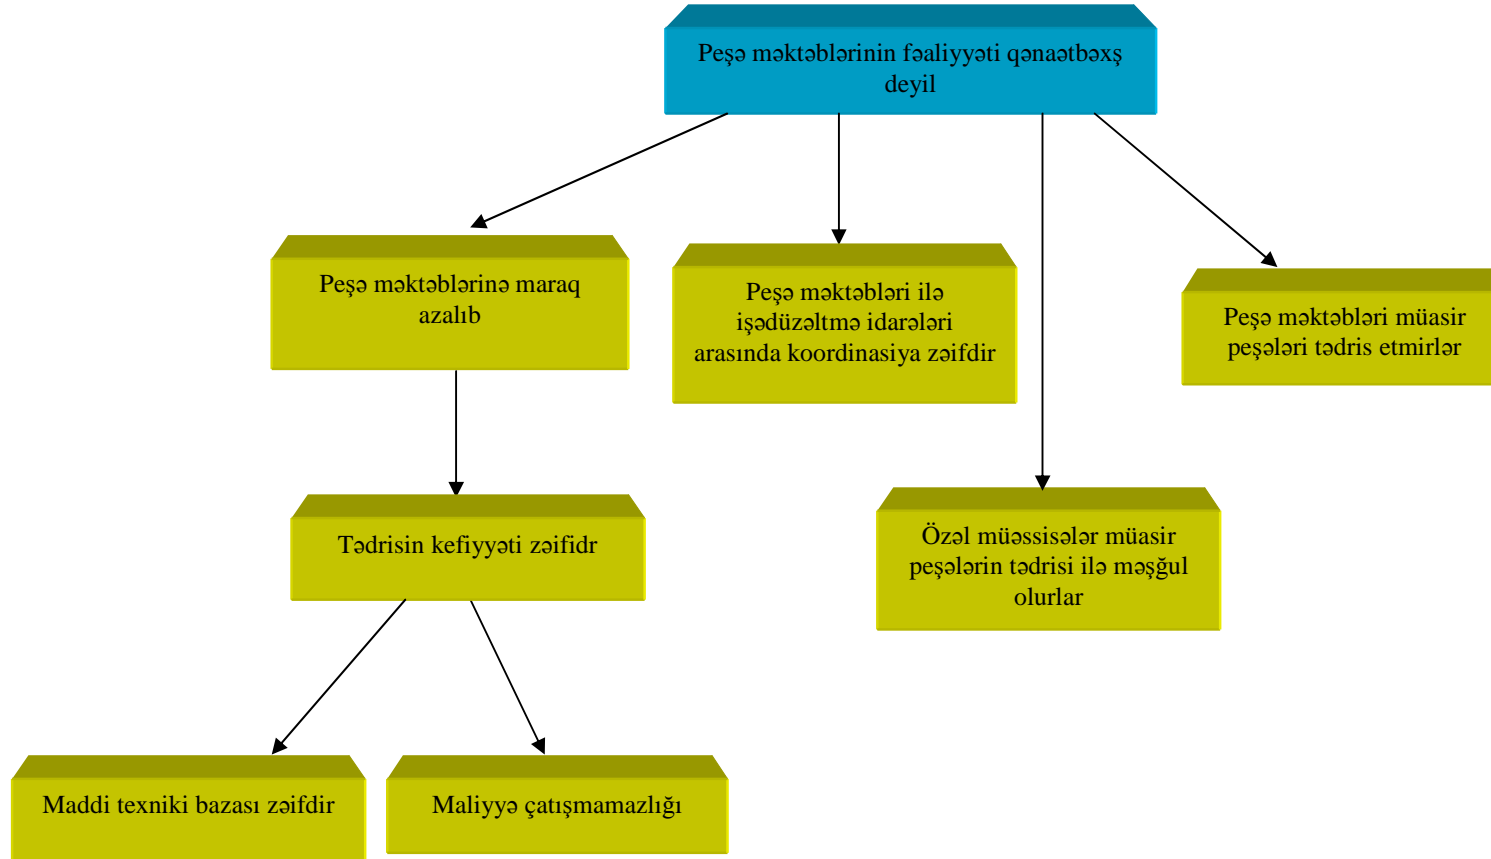 Peşə məktəblərinin fəaliyyəti qənaətbəxş
deyil
Peşə məktəblərinə maraq
azalıb
Peşə məktəbləri ilə
işədüzəltmə idarələri
arasında koordinasiya zəifdir
Peşə məktəbləri müasir
peşələri tədris etmirlər
Tədrisin kefiyyəti zəifidr
Özəl müəssisələr müasir
peşələrin tədrisi ilə məşğul
olurlar
Maddi texniki bazası zəifdir
Maliyyə çatışmamazlığı